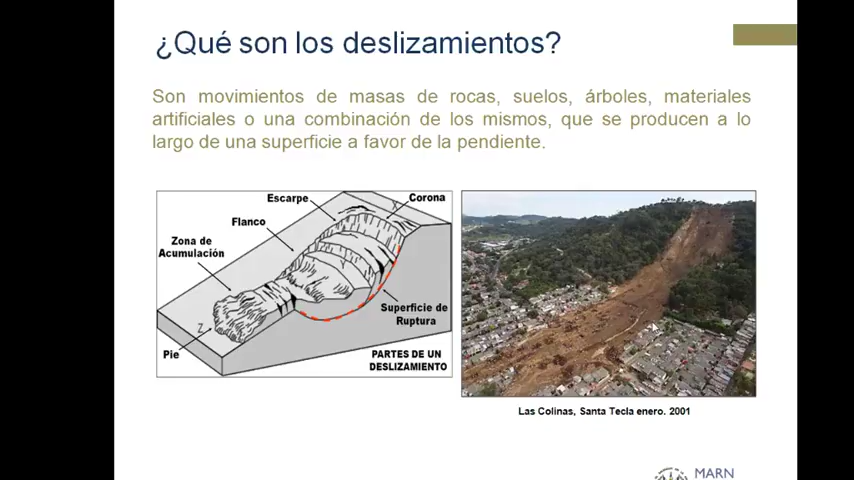 ¿Qué son los deslizamientos?
Son movimientos de masas de rocas, suelos, árboles, materiales
artificiales o una combinación de los mismos, que se producen a lo
largo de una superficie a favor de la pendiente.
Escarpe
Corona
Flanco
Zona de
Acumulación
Superficie de
Ruptura
Pie
PARTES DE UN
DESLIZAMIENTO
Las Colinas, Santa Tecla enero. 2001
MARN